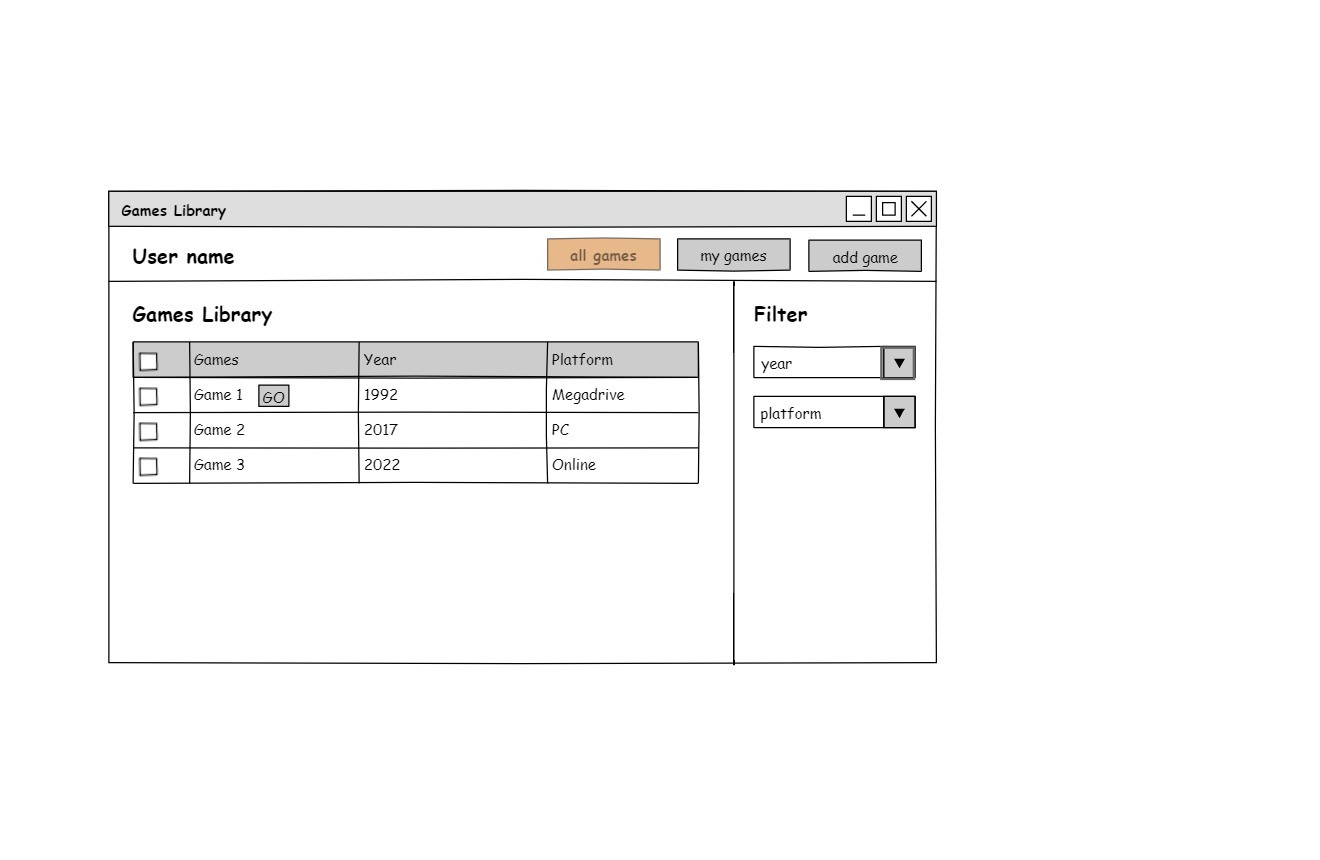 Games Library
User name
all games
my games
add game
Games Library
Games Year Platform
Game 1 GO 1992 Megadrive
Game 2 2017 PC
Game 3 2022 Online
Filter
year
platform